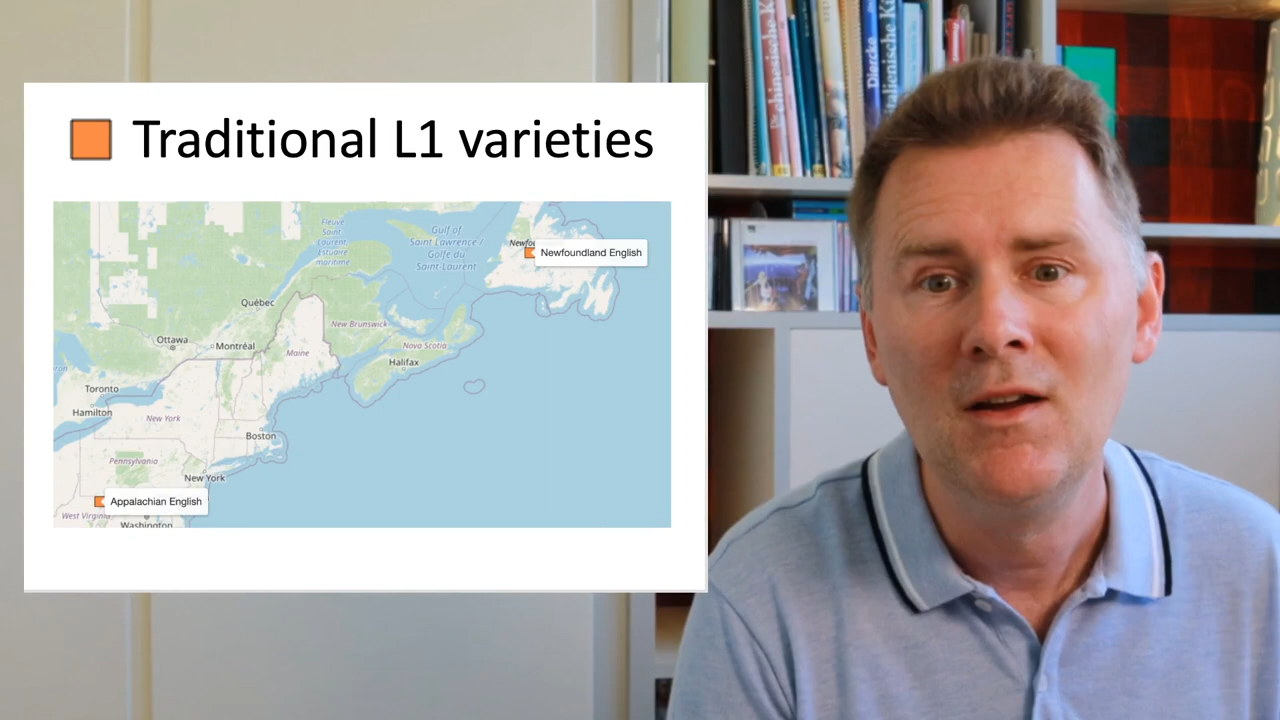 Traditional L1 varieties
Fleuve
Saint-
Laurent,
Estuaire
maritime
Gulf of
Saint Lawrence /
Golfe du
Saint-Laurent
Newfoundland English
Québec
New Brunswick
Ottawa
Montréal
Maine
Nova Scotia
Halifax
Toronto
Hamilton
New York
Boston
Pennsylvania
New York
Appalachian English
West Virginia
Washington
Diercke